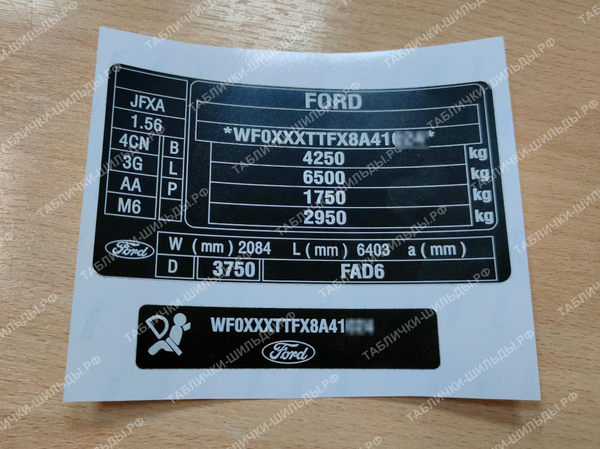 FORD
JFXA
1.56
*WF0XXXTTFX8A41
4CN B 4250 kg
3G L 6500 kg
AA P 1750 kg
M6 2950 kg
Ford W (mm) 2084 L (mm) 6403 a (mm)
D 3750 FAD6
WF0XXXTTFX8A41
Ford
ТАБЛИЧКИ-ШИЛЬДЫ.РФ